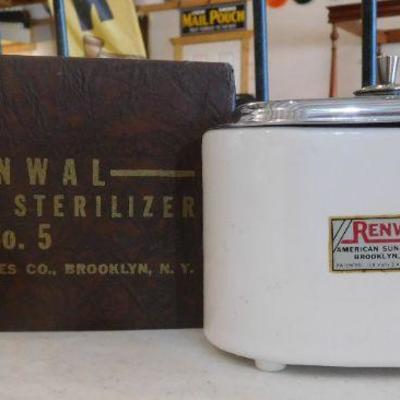 MAIL POUCH
NWAL
STERILIZER
o. 5
ES CO., BROOKLYN, N. Y.
RENW
AMERICAN SUN
BROOKLYN,